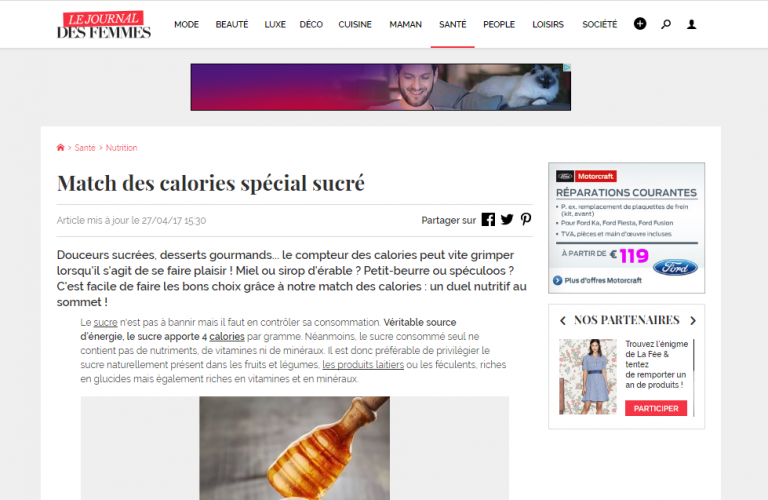 LE JOURNAL
DES FEMMES
MODE BEAUTÉ LUXE DÉCO CUISINE MAMAN SANTÉ PEOPLE LOISIRS SOCIÉTÉ
> Santé > Nutrition
Match des calories spécial sucré
Article mis à jour le 27/04/17 15:30
Partager sur
Douceurs sucrées, desserts gourmands... le compteur des calories peut vite grimper
lorsqu'il s'agit de se faire plaisir ! Miel ou sirop d'érable ? Petit-beurre ou spéculoos ?
C'est facile de faire les bons choix grâce à notre match des calories : un duel nutritif au
sommet !
Le sucre n'est pas à bannir mais il faut en contrôler sa consommation. Véritable source
d'énergie, le sucre apporte 4 calories par gramme. Néanmoins, le sucre consommé seul ne
contient pas de nutriments, de vitamines ni de minéraux. Il est donc préférable de privilégier le
sucre naturellement présent dans les fruits et légumes, les produits laitiers ou les féculents, riches
en glucides mais également riches en vitamines et en minéraux.
Ford Motorcraft
RÉPARATIONS COURANTES
• P. ex. remplacement de plaquettes de frein
(kit, avant)
• Pour Ford Ka, Ford Fiesta, Ford Fusion
• TVA, pièces et main d'œuvre incluses
À PARTIR DE € 119
Plus d'offres Motorcraft
Ford
NOS PARTENAIRES
Trouvez l'énigme
de La Fée &
tentez
de remporter un
an de produits !
PARTICIPER